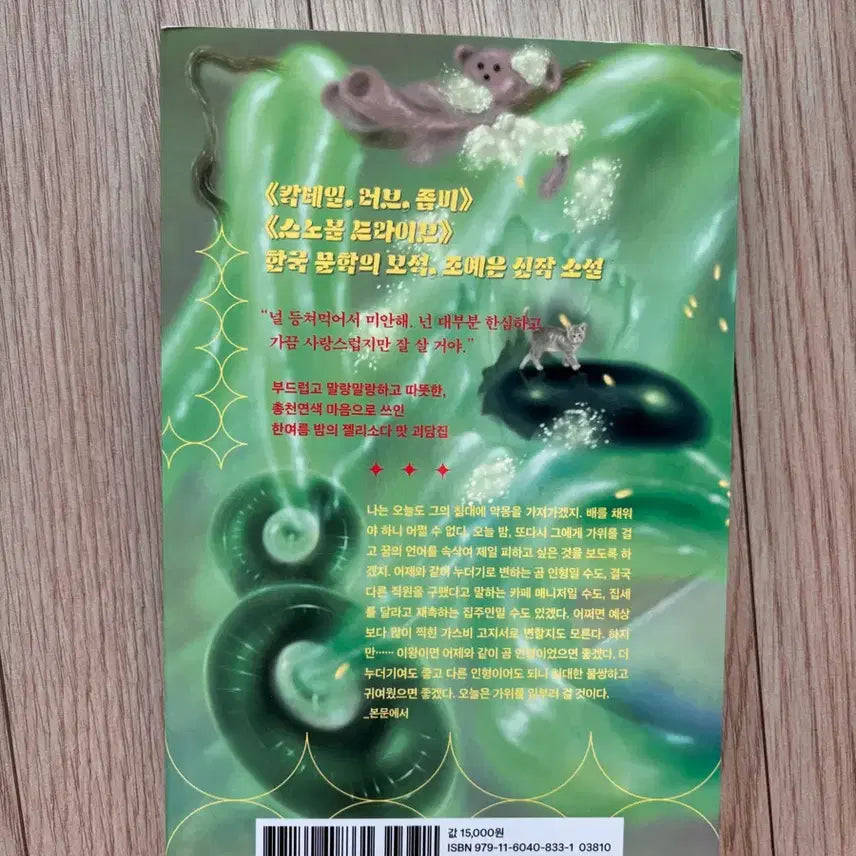 《칵테일, 러브, 좀비》
《스노볼 드라이브》
한국 문학의 보석, 조예은 신작 소설
“널 등쳐먹어서 미안해. 넌 대부분 한심하고
가끔 사랑스럽지만 잘 살 거야.”
부드럽고 말랑말랑하고 따뜻한,
총천연색 마음으로 쓰인
한여름 밤의 젤리소다 맛 괴담집
나는 오늘도 그의 침대에 악몽을 가져가겠지. 배를 채워
야 하니 어쩔 수 없다. 오늘 밤, 또다시 그에게 가위를 걸
고 꿈의 언어를 속삭여 제일 피하고 싶은 것을 보도록 하
겠지. 어제와 같이 누더기로 변하는 곰 인형일 수도, 결국
다른 직원을 구했다고 말하는 카페 매니저일 수도, 집세
를 달라고 재촉하는 집주인일 수도 있겠다. 어쩌면 예상
보다 많이 찍힌 가스비 고지서로 변할지도 모른다. 하지
만…… 이왕이면 어제와 같이 곰 인형이었으면 좋겠다. 더
누더기여도 좋고 다른 인형이어도 되니 최대한 불쌍하고
귀여웠으면 좋겠다. 오늘은 가위를 일부러 걸 것이다.
_본문에서
값 15,000원
ISBN 979-11-6040-833-1 03810